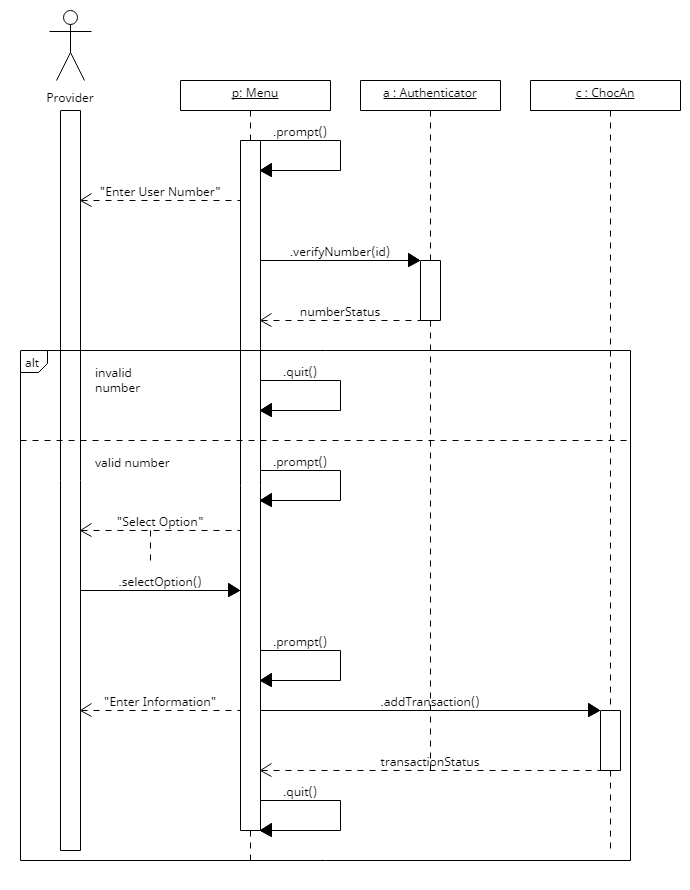 Provider
p: Menu
a : Authenticator
c : ChocAn
.prompt()
"Enter User Number"
.verifyNumber(id)
numberStatus
alt
invalid
number
.quit()
valid number
.prompt()
"Select Option"
.selectOption()
.prompt()
"Enter Information"
.addTransaction()
transactionStatus
.quit()